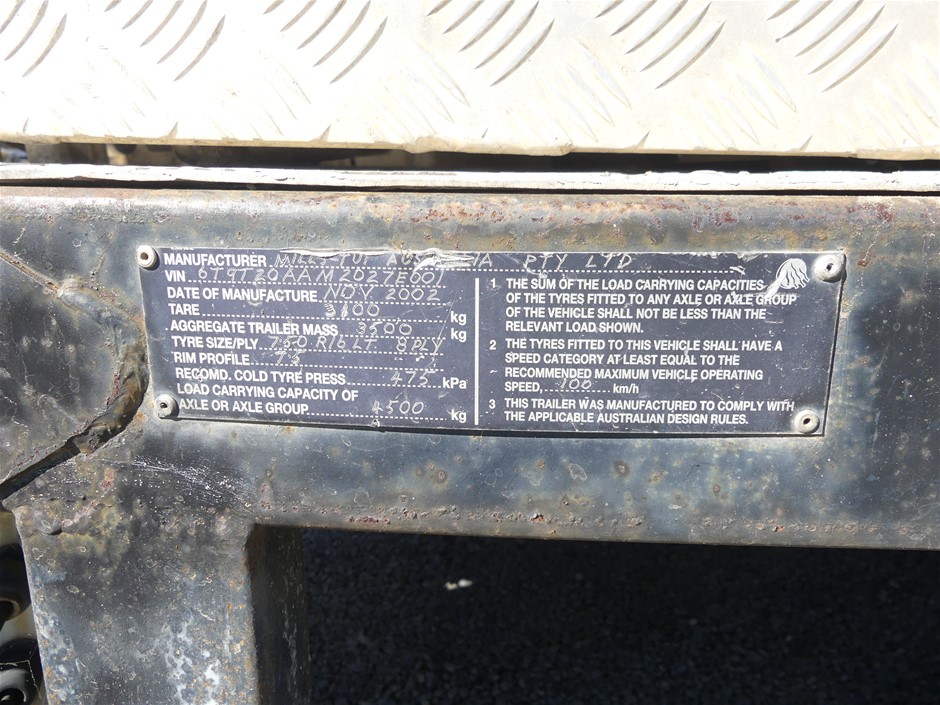 MANUFACTURER PTY LTD
VIN 6T9T20AAM2027E001
DATE OF MANUFACTURE NOV 2002
TARE 3100 kg
AGGREGATE TRAILER MASS 3500 kg
TYRE SIZE/PLY 750 R16 LT 8PLY
RIM PROFILE
RECOMD. COLD TYRE PRESS. 475 kPa
LOAD CARRYING CAPACITY OF
AXLE OR AXLE GROUP 4500 kg
1 THE SUM OF THE LOAD CARRYING CAPACITIES
OF THE TYRES FITTED TO ANY AXLE OR AXLE GROUP
OF THE VEHICLE SHALL NOT BE LESS THAN THE
RELEVANT LOAD SHOWN.
2 THE TYRES FITTED TO THIS VEHICLE SHALL HAVE A
SPEED CATEGORY AT LEAST EQUAL TO THE
RECOMMENDED MAXIMUM VEHICLE OPERATING
SPEED, 100 km/h
3 THIS TRAILER WAS MANUFACTURED TO COMPLY WITH
THE APPLICABLE AUSTRALIAN DESIGN RULES.